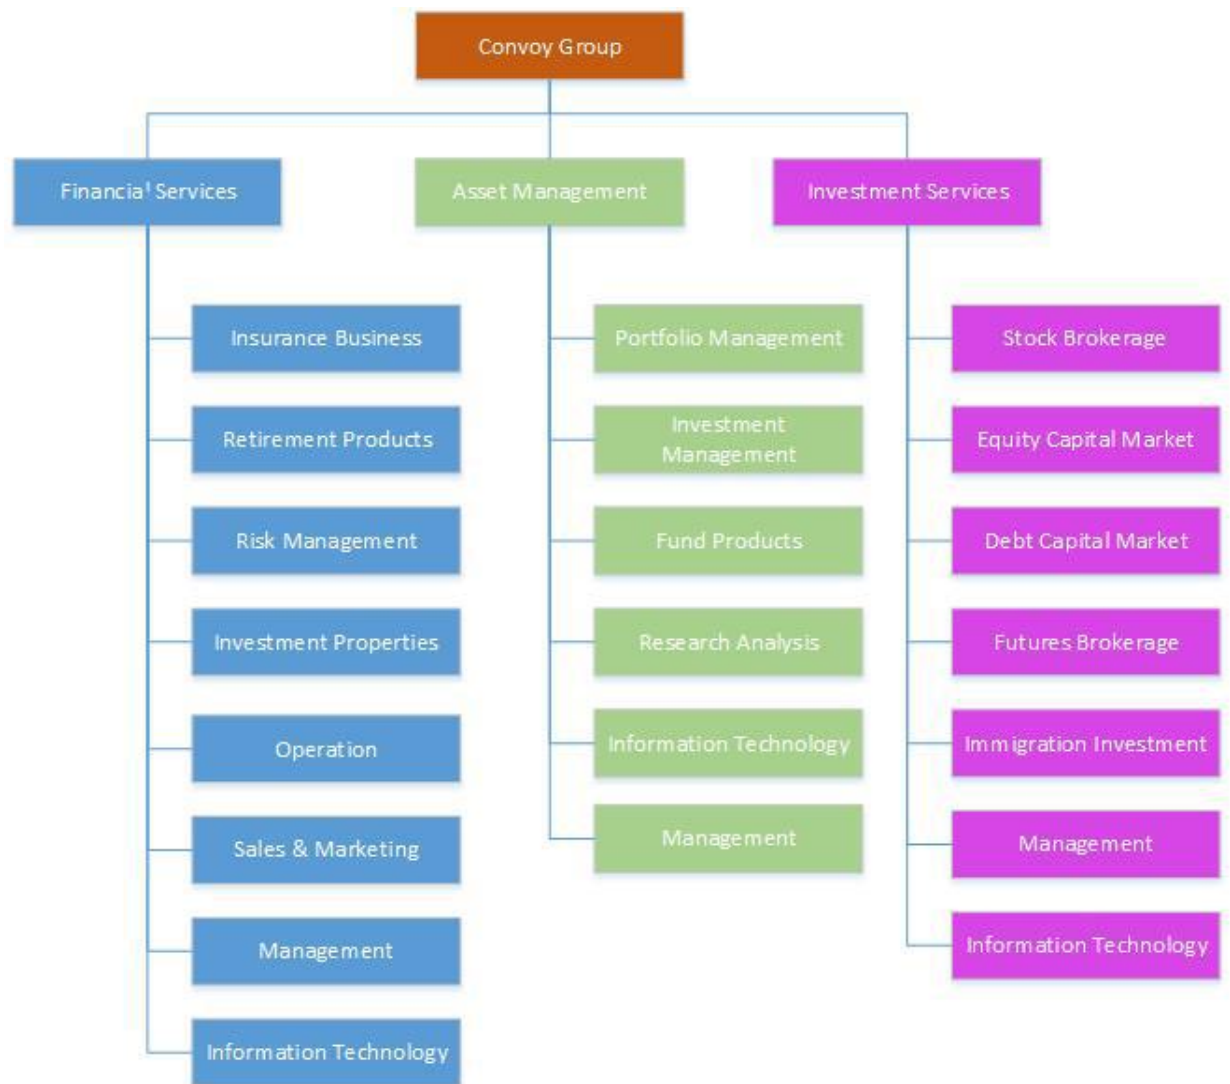 Convoy Group
Financial Services
Asset Management
Investment Services
Insurance Business
Retirement Products
Risk Management
Investment Properties
Operation
Sales & Marketing
Management
Information Technology
Portfolio Management
Investment
Management
Fund Products
Research Analysis
Information Technology
Management
Stock Brokerage
Equity Capital Market
Debt Capital Market
Futures Brokerage
Immigration Investment
Management
Information Technology